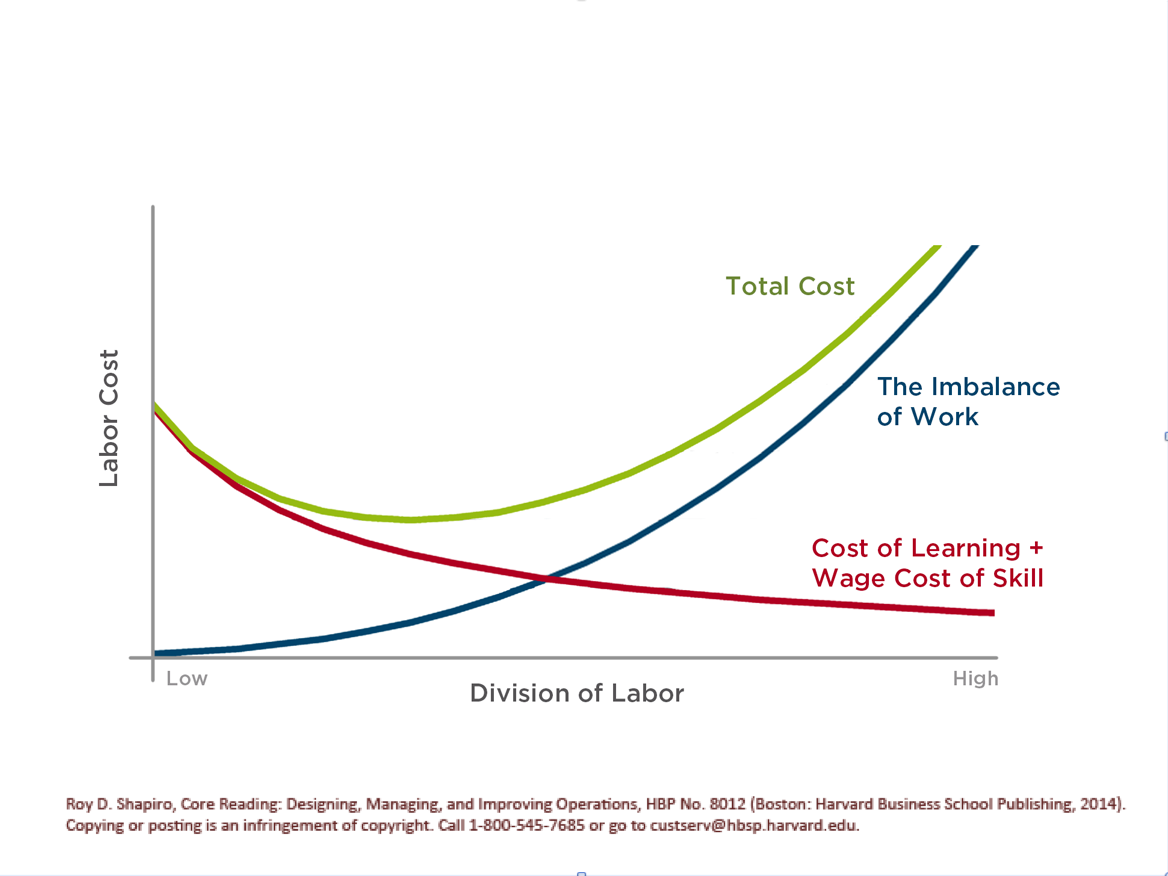 Total Cost
The Imbalance
of Work
Labor Cost
Cost of Learning +
Wage Cost of Skill
Low
High
Division of Labor
Roy D. Shapiro, Core Reading: Designing, Managing, and Improving Operations, HBP No. 8012 (Boston: Harvard Business School Publishing, 2014).
Copying or posting is an infringement of copyright. Call 1-800-545-7685 or go to custserv@hbsp.harvard.edu.